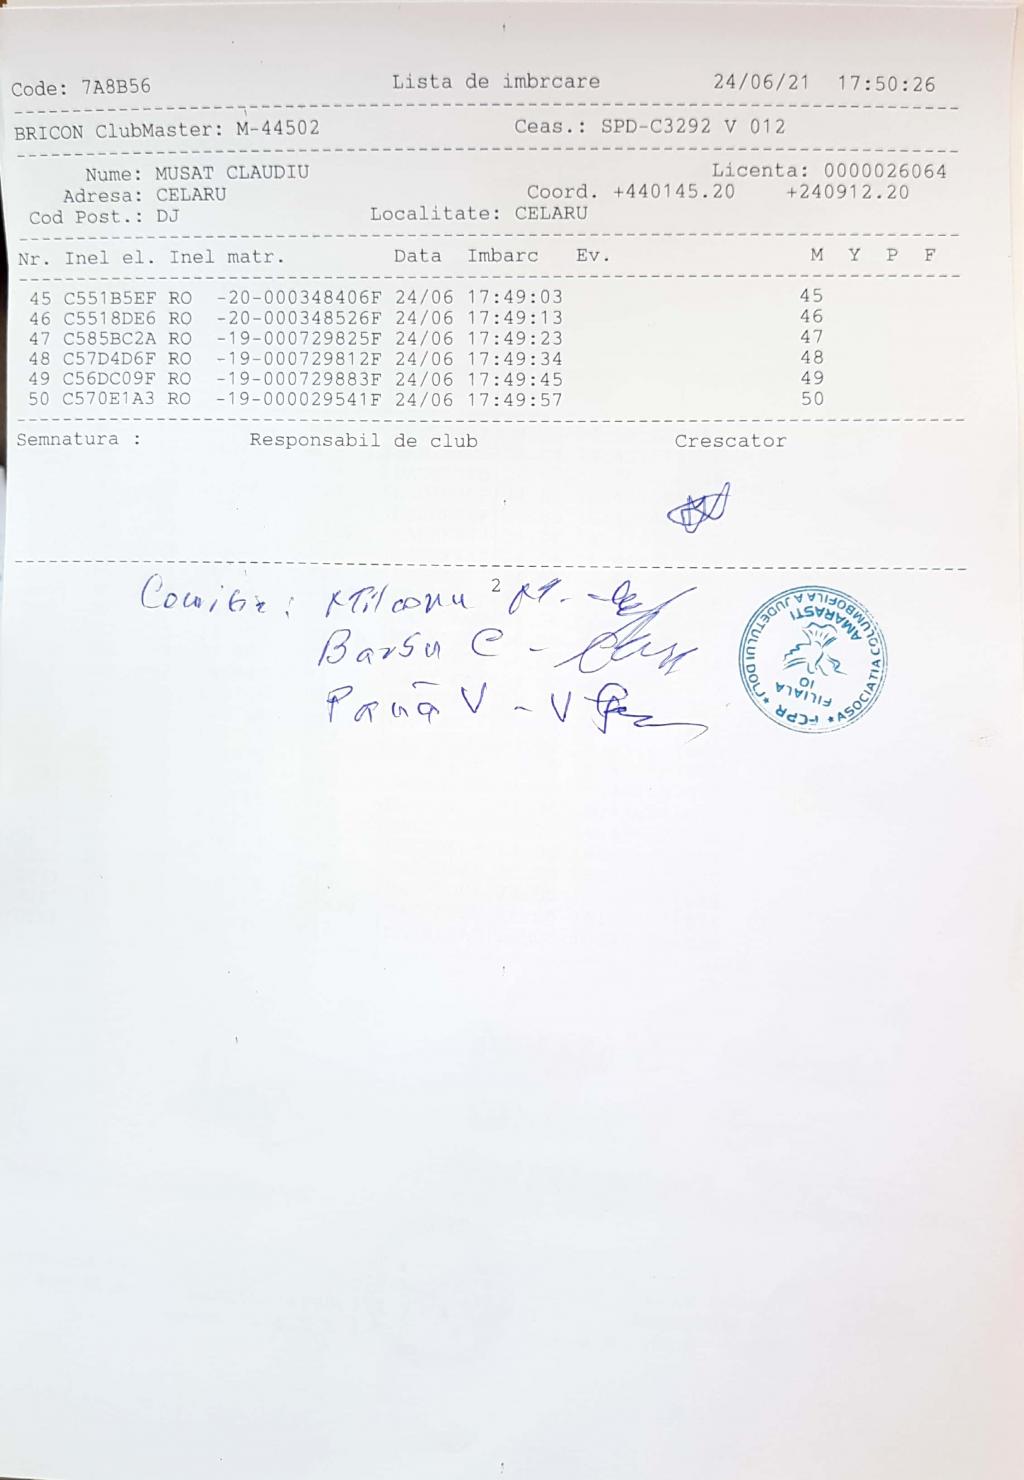 Code: 7A8B56 Lista de imbrcare 24/06/21 17:50:26
BRICON ClubMaster: M-44502 Ceas.: SPD-C3292 V 012
Nume: MUSAT CLAUDIU Licenta: 0000026064
Adresa: CELARU Coord. +440145.20 +240912.20
Cod Post.: DJ Localitate: CELARU
Nr. Inel el. Inel matr. Data Imbarc Ev. M Y P F
45 C551B5EF RO -20-000348406F 24/06 17:49:03 45
46 C5518DE6 RO -20-000348526F 24/06 17:49:13 46
47 C585BC2A RO -19-000729825F 24/06 17:49:23 47
48 C57D4D6F RO -19-000729812F 24/06 17:49:34 48
49 C56DC09F RO -19-000729883F 24/06 17:49:45 49
50 C570E1A3 RO -19-000029541F 24/06 17:49:57 50
Semnatura : Responsabil de club Crescator
2
Barbu C -
Pană V - V
ASOCIATIA COLUMBOFILA A JUDETULUI DOLJ
* FCPR *
AMARASTI
FILIALA
10